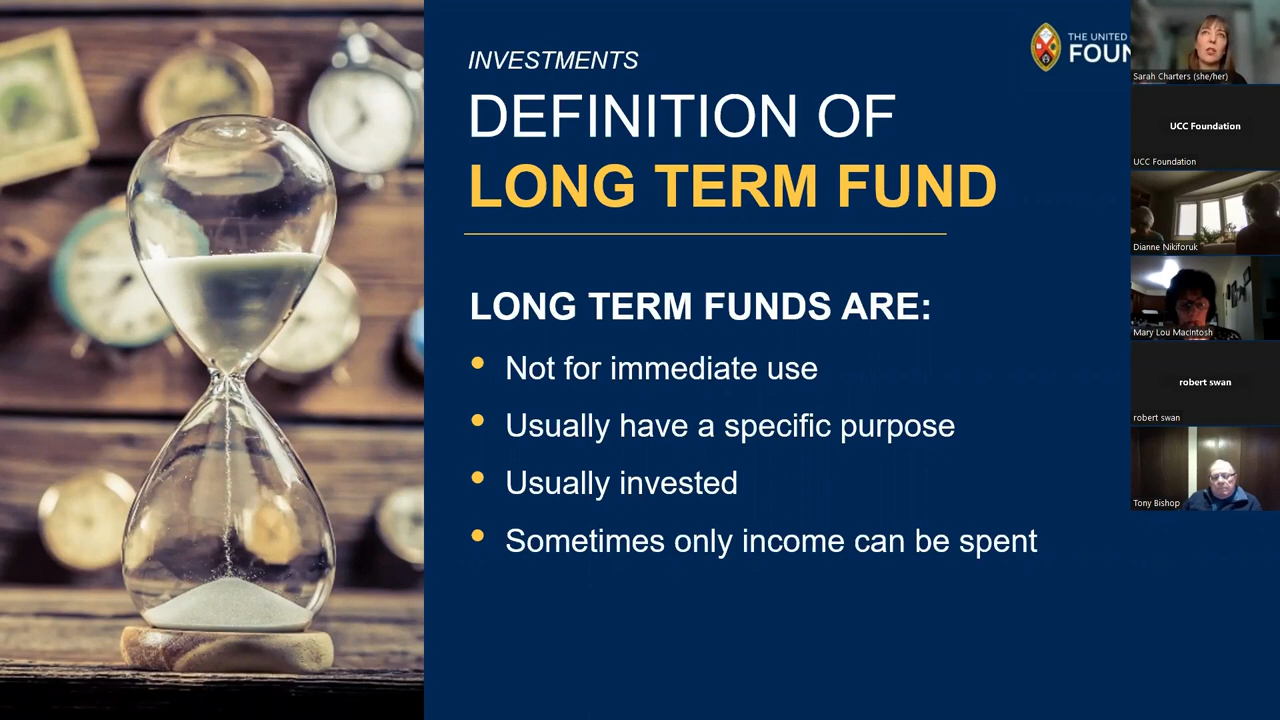 INVESTMENTS
DEFINITION OF
LONG TERM FUND
LONG TERM FUNDS ARE:
• Not for immediate use
• Usually have a specific purpose
• Usually invested
• Sometimes only income can be spent
THE UNITED
FOUN
Sarah Charters (she/her)
UCC Foundation
UCC Foundation
Dianne Nikiforuk
Mary Lou MacIntosh
robert swan
robert swan
Tony Bishop